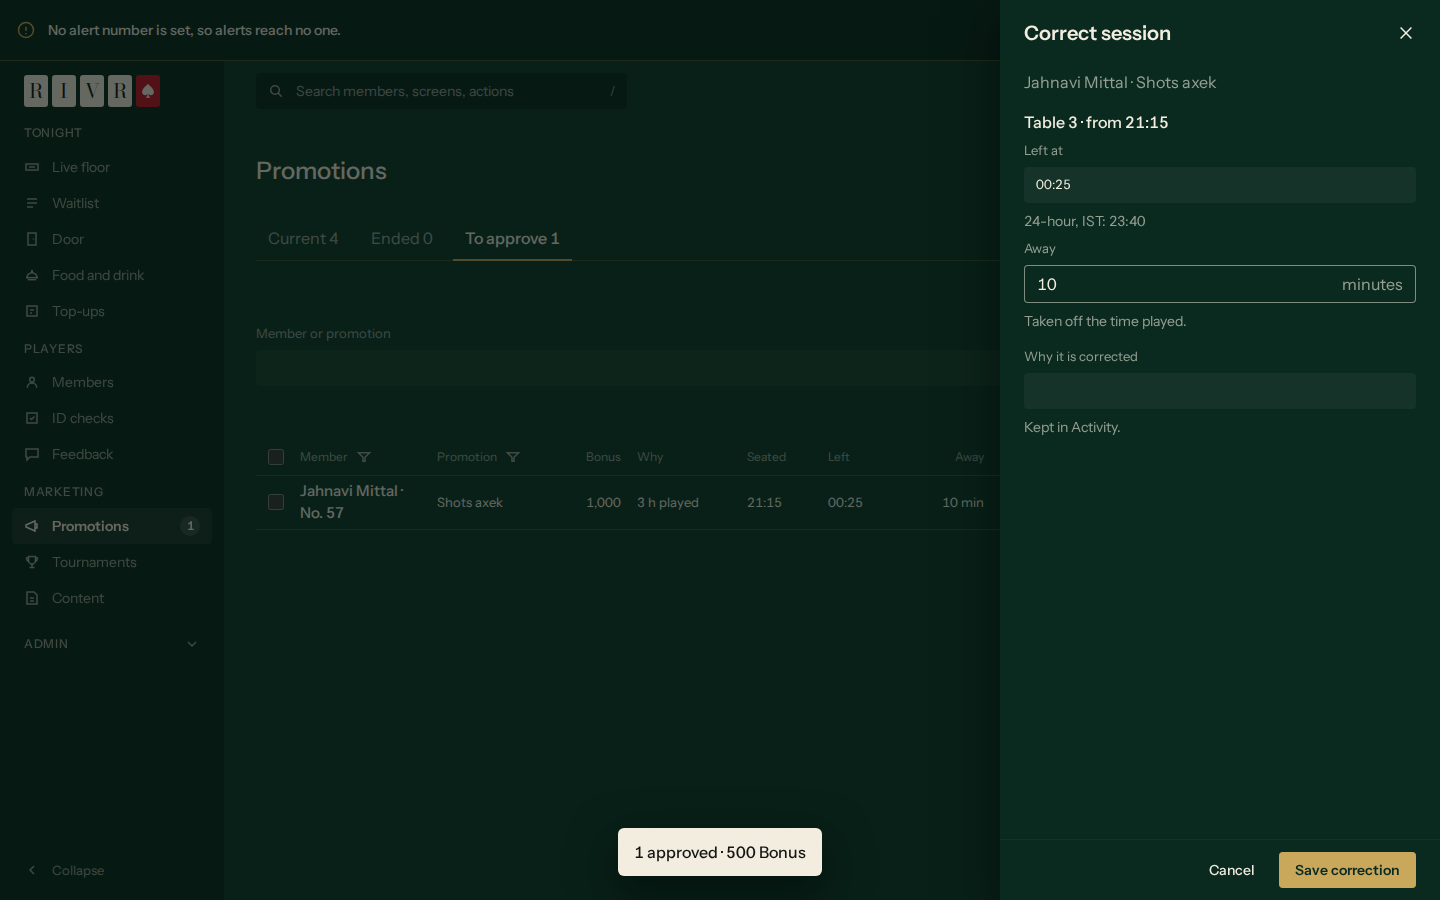 No alert number is set, so alerts reach no one.
R I V R
Search members, screens, actions /
TONIGHT
Live floor
Waitlist
Door
Food and drink
Top-ups
PLAYERS
Members
ID checks
Feedback
MARKETING
Promotions 1
Tournaments
Content
ADMIN
Collapse
Promotions
Current 4 Ended 0 To approve 1
Member or promotion
Member Promotion Bonus Why Seated Left Away
Jahnavi Mittal ·
No. 57
Shots axek 1,000 3 h played 21:15 00:25 10 min
1 approved · 500 Bonus
Correct session
Jahnavi Mittal · Shots axek
Table 3 · from 21:15
Left at
00:25
24-hour, IST: 23:40
Away
10 minutes
Taken off the time played.
Why it is corrected
Kept in Activity.
Cancel Save correction